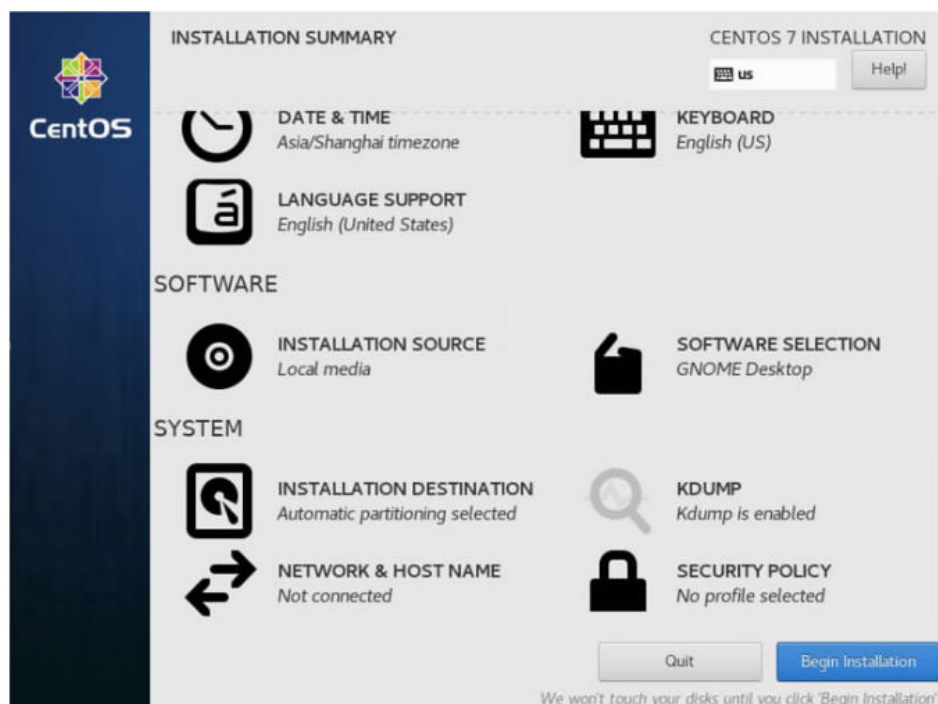 INSTALLATION SUMMARY
CENTOS 7 INSTALLATION
us
Help!
CentOS
DATE & TIME
Asia/Shanghai timezone
KEYBOARD
English (US)
á
LANGUAGE SUPPORT
English (United States)
SOFTWARE
INSTALLATION SOURCE
Local media
SOFTWARE SELECTION
GNOME Desktop
SYSTEM
INSTALLATION DESTINATION
Automatic partitioning selected
KDUMP
Kdump is enabled
NETWORK & HOST NAME
Not connected
SECURITY POLICY
No profile selected
Quit
Begin Installation
We won't touch your disks until you click 'Begin Installation'